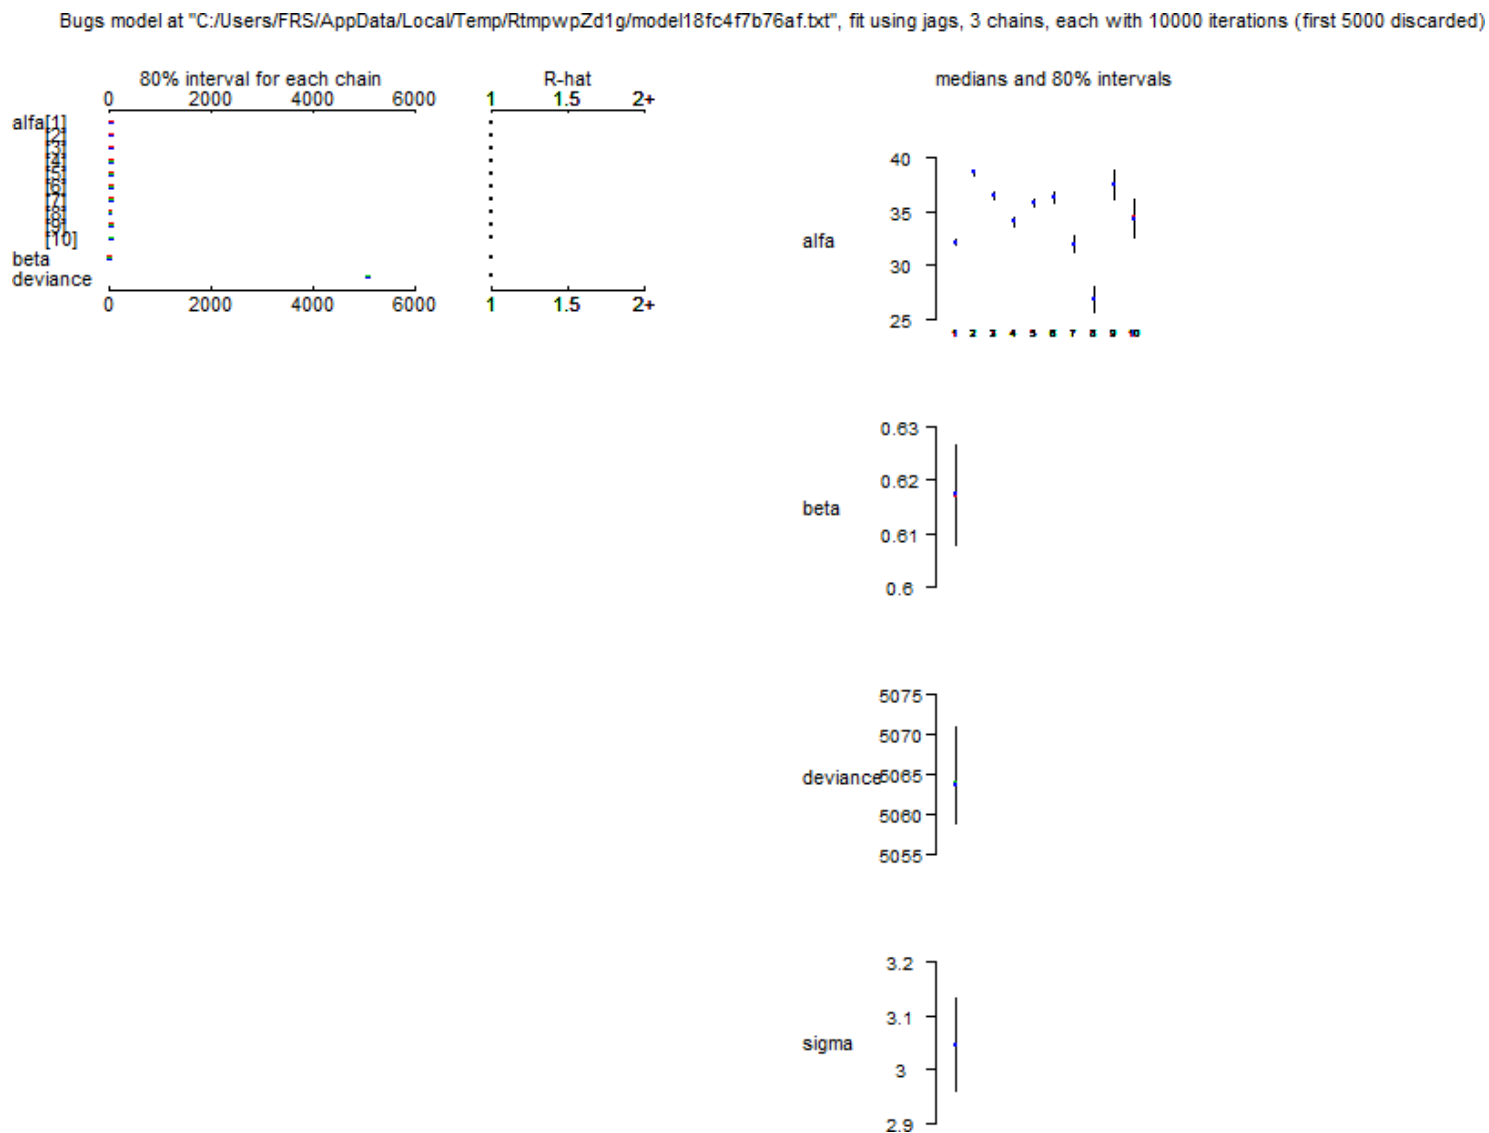 Bugs model at "C:/Users/FRS/AppData/Local/Temp/RtmpwpZd1g/model18fc4f7b76af.txt", fit using jags, 3 chains, each with 10000 iterations (first 5000 discarded)
80% interval for each chain
R-hat
0 2000 4000 6000
1 1.5 2+
alfa[1]
[2]
[3]
[4]
[5]
[6]
[7]
[8]
[9]
[10]
beta
deviance
0 2000 4000 6000
1 1.5 2+
medians and 80% intervals
alfa
40
35
30
25
1 2 3 4 5 6 7 8 9 10
beta
0.63
0.62
0.61
0.6
deviance
5075
5070
5065
5060
5055
sigma
3.2
3.1
3
2.9